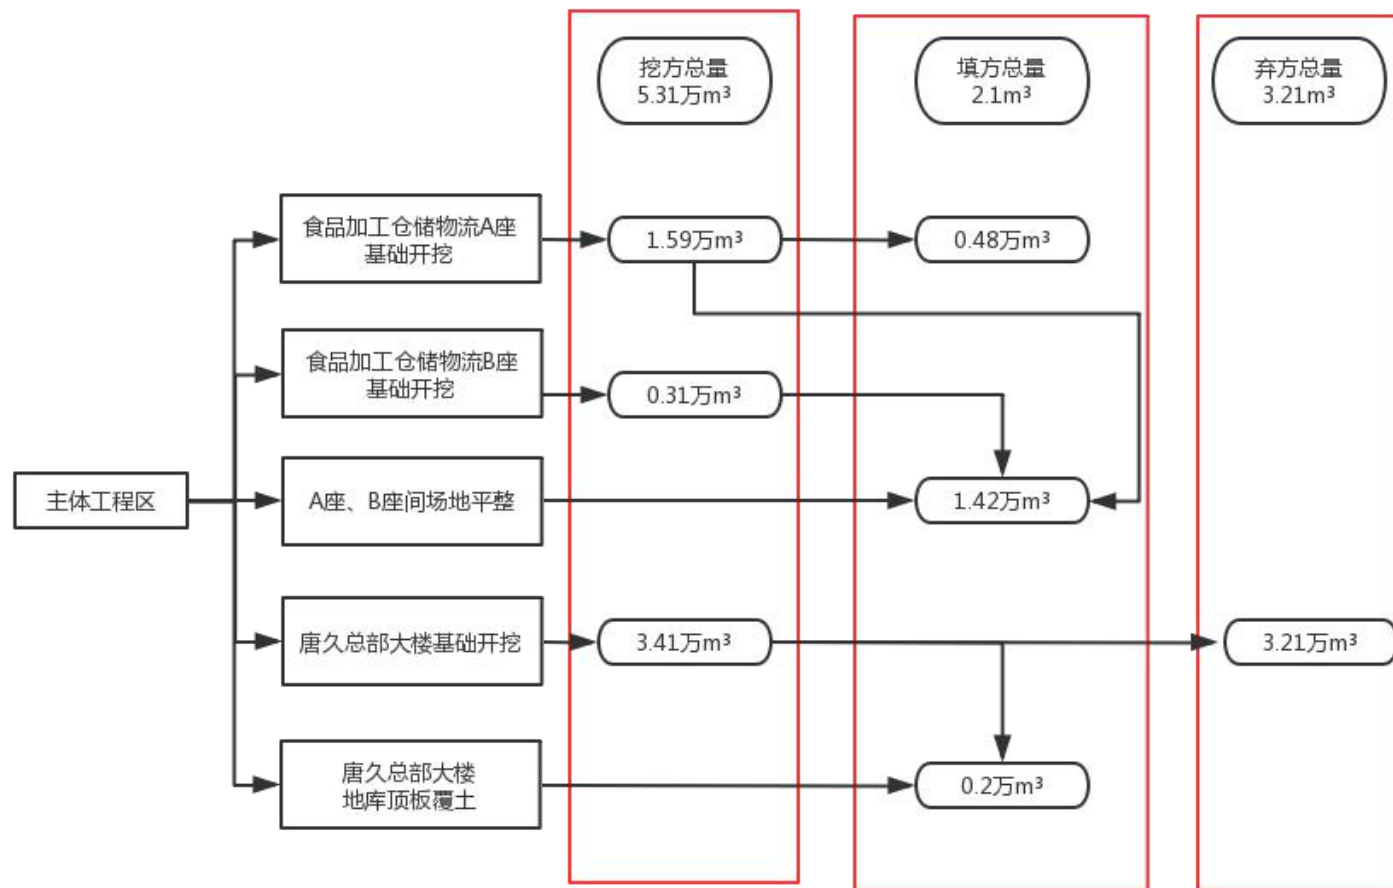 挖方总量
5.31万m³
填方总量
2.1m³
弃方总量
3.21m³
食品加工仓储物流A座
基础开挖
1.59万m³
0.48万m³
食品加工仓储物流B座
基础开挖
0.31万m³
主体工程区
A座、B座间场地平整
1.42万m³
唐久总部大楼基础开挖
3.41万m³
3.21万m³
唐久总部大楼
地库顶板覆土
0.2万m³